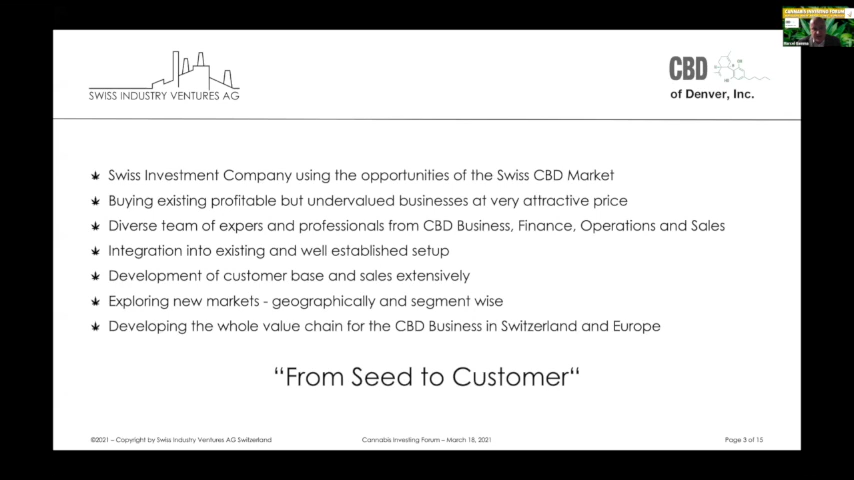 CANNABIS INVESTING FORUM
SWISS INDUSTRY VENTURES AG
CBD
of Denver, Inc.
Swiss Investment Company using the opportunities of the Swiss CBD Market
Buying existing profitable but undervalued businesses at very attractive price
Diverse team of expers and professionals from CBD Business, Finance, Operations and Sales
Integration into existing and well established setup
Development of customer base and sales extensively
Exploring new markets - geographically and segment wise
Developing the whole value chain for the CBD Business in Switzerland and Europe
“From Seed to Customer“
©2021 – Copyright by Swiss Industry Ventures AG Switzerland
Cannabis Investing Forum – March 18, 2021
Page 3 of 15